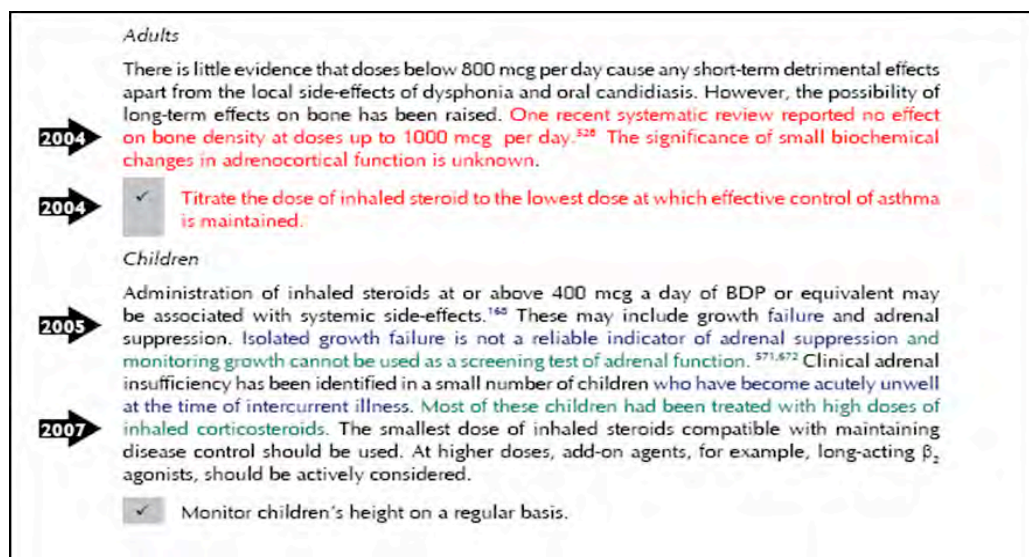 Adults
There is little evidence that doses below 800 mcg per day cause any short-term detrimental effects
apart from the local side-effects of dysphonia and oral candidiasis. However, the possibility of
long-term effects on bone has been raised. One recent systematic review reported no effect
2004 on bone density at doses up to 1000 mcg per day.⁵²⁸ The significance of small biochemical
changes in adrenocortical function is unknown.
2004 ✓ Titrate the dose of inhaled steroid to the lowest dose at which effective control of asthma
is maintained.
Children
Administration of inhaled steroids at or above 400 mcg a day of BDP or equivalent may
2005 be associated with systemic side-effects.¹⁶⁸ These may include growth failure and adrenal
suppression. Isolated growth failure is not a reliable indicator of adrenal suppression and
monitoring growth cannot be used as a screening test of adrenal function. ⁵⁷¹,⁶⁷² Clinical adrenal
insufficiency has been identified in a small number of children who have become acutely unwell
at the time of intercurrent illness. Most of these children had been treated with high doses of
2007 inhaled corticosteroids. The smallest dose of inhaled steroids compatible with maintaining
disease control should be used. At higher doses, add-on agents, for example, long-acting β₂
agonists, should be actively considered.
✓ Monitor children's height on a regular basis.